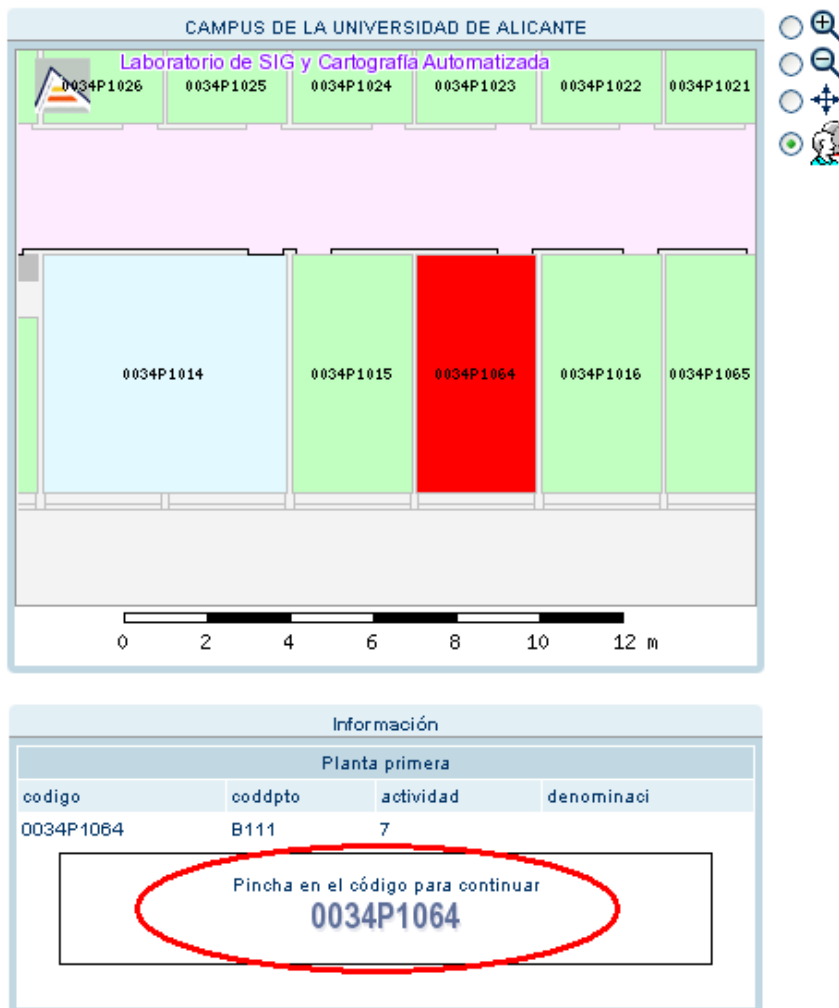 CAMPUS DE LA UNIVERSIDAD DE ALICANTE
Laboratorio de SIG y Cartografía Automatizada
0034P1026 0034P1025 0034P1024 0034P1023 0034P1022 0034P1021
0034P1014 0034P1015 0034P1064 0034P1016 0034P1065
0 2 4 6 8 10 12 m
Información
Planta primera
codigo coddpto actividad denominaci
0034P1064 B111 7
Pincha en el código para continuar
0034P1064